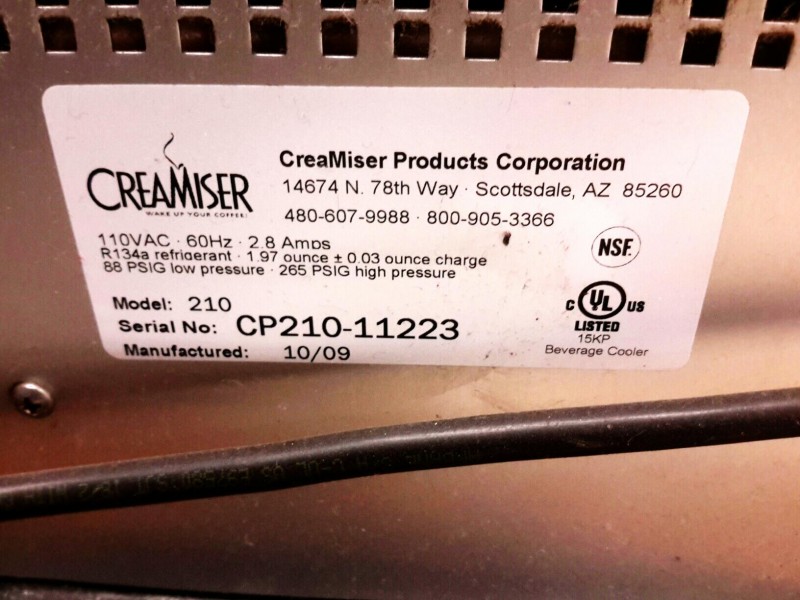 CREAMISER
WAKE UP YOUR COFFEE!
CreaMiser Products Corporation
14674 N. 78th Way · Scottsdale, AZ 85260
480-607-9988 · 800-905-3366
110VAC · 60Hz · 2.8 Amps
R134a refrigerant · 1.97 ounce ± 0.03 ounce charge
88 PSIG low pressure · 265 PSIG high pressure
NSF.
Model: 210
Serial No: CP210-11223
Manufactured: 10/09
C UL US
LISTED
15KP
Beverage Cooler